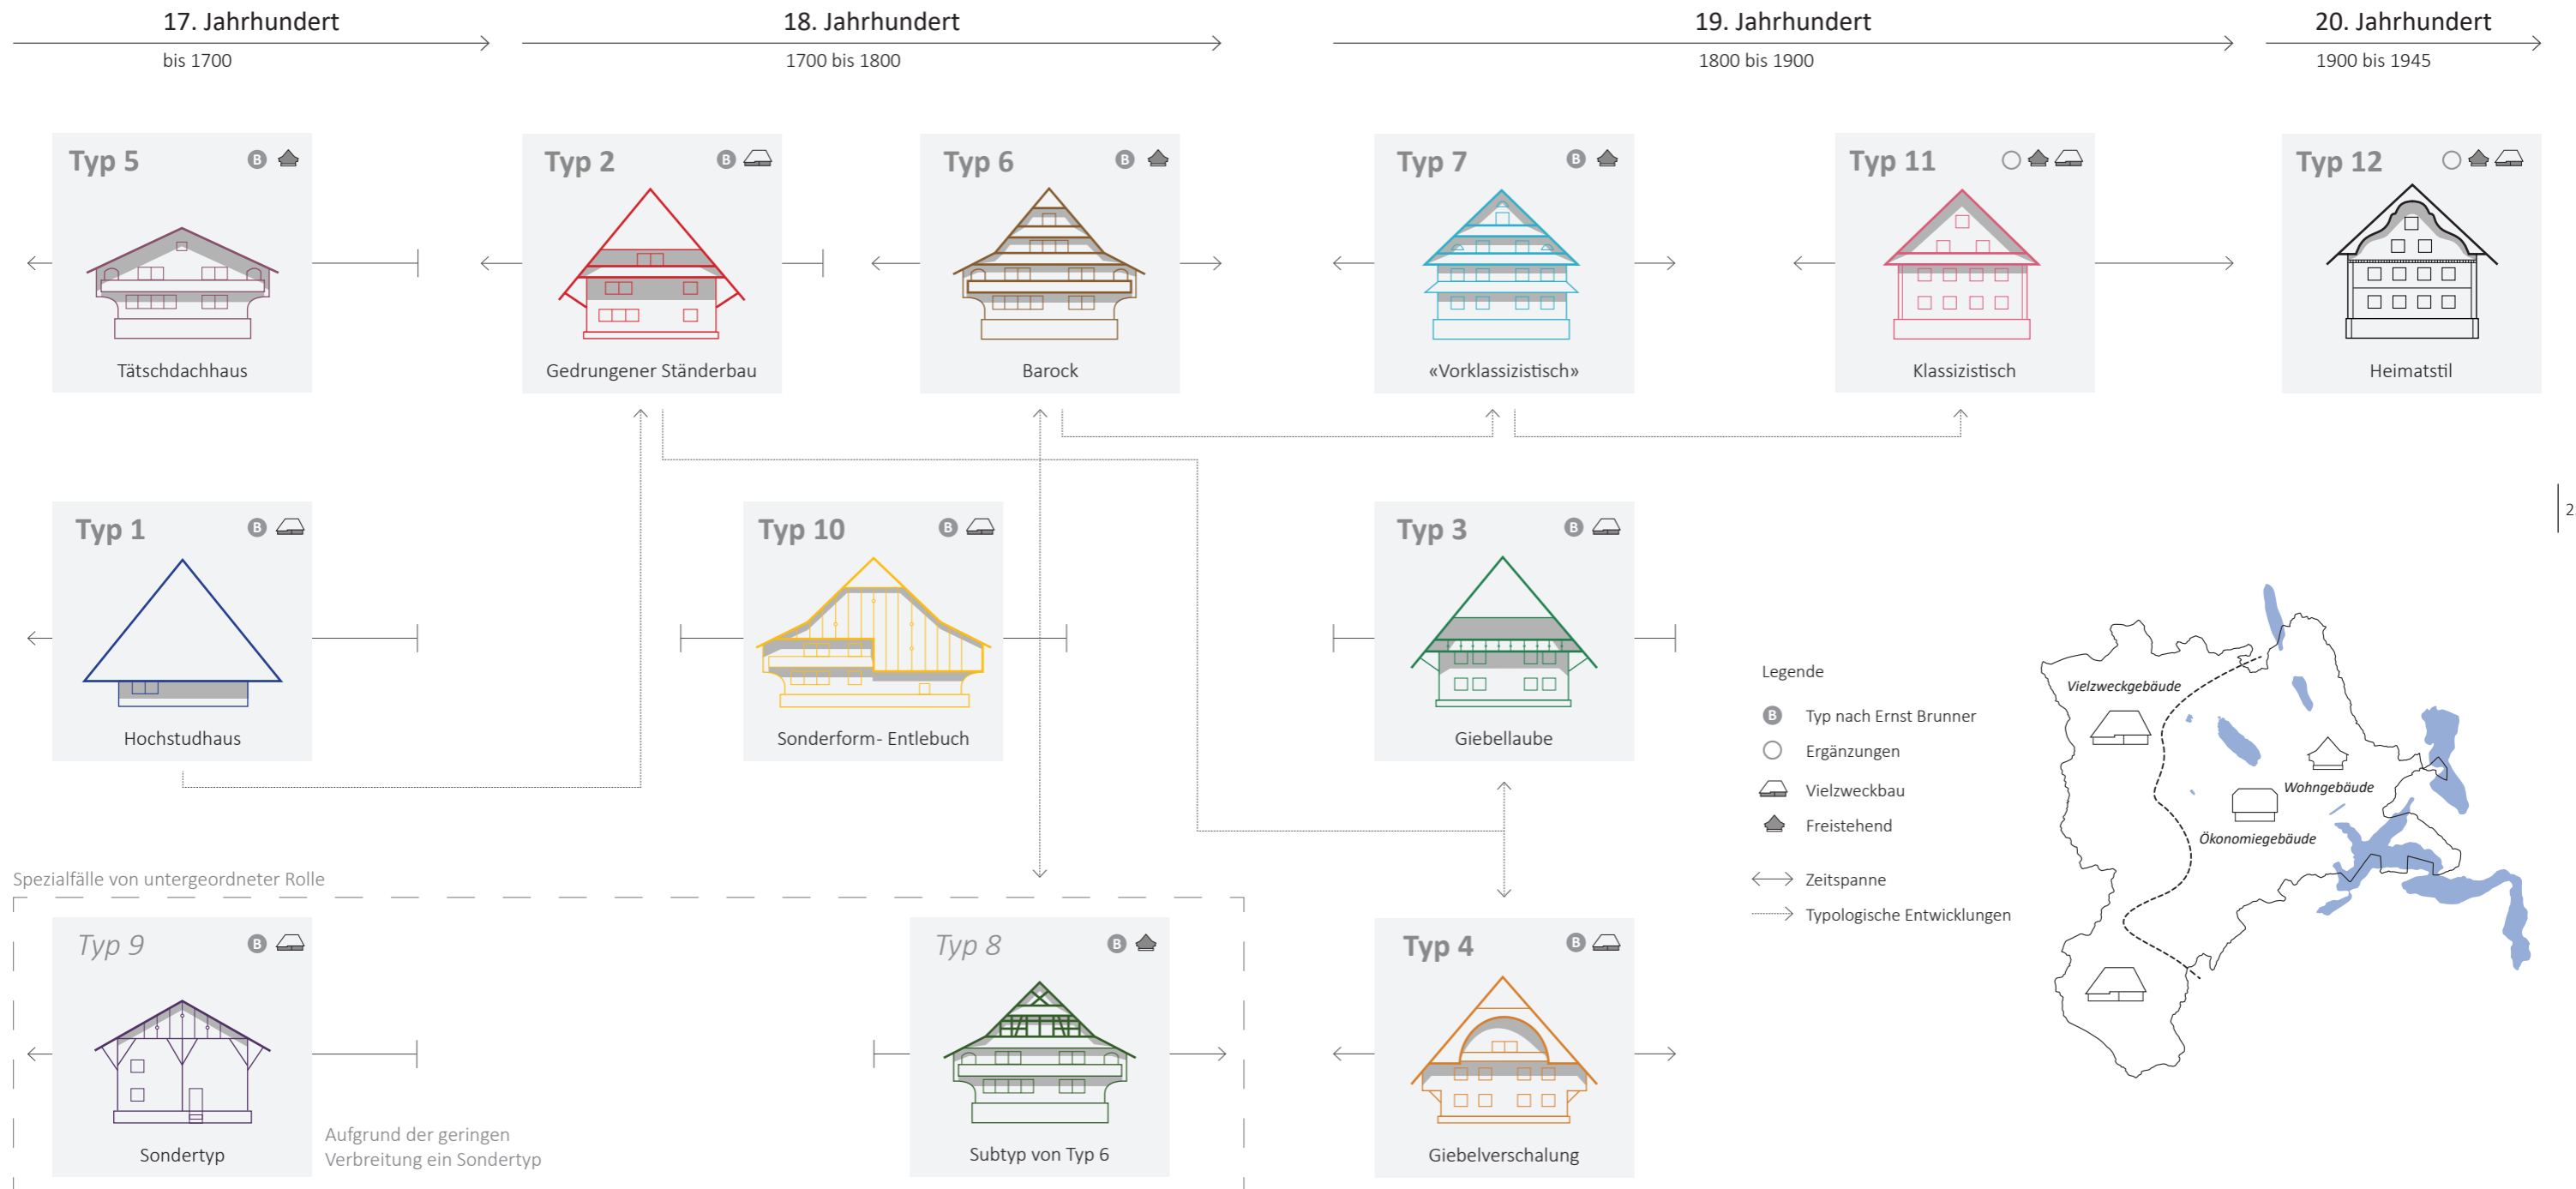 17. Jahrhundert
bis 1700
18. Jahrhundert
1700 bis 1800
19. Jahrhundert
1800 bis 1900
20. Jahrhundert
1900 bis 1945
Typ 5
B
Tätschdachhaus
Typ 2
B
Gedrungener Ständerbau
Typ 6
B
Barock
Typ 7
B
«Vorklassizistisch»
Typ 11
Klassizistisch
Typ 12
Heimatstil
Typ 1
B
Hochstudhaus
Typ 10
B
Sonderform- Entlebuch
Typ 3
B
Giebellaube
2
Legende
B Typ nach Ernst Brunner
Ergänzungen
Vielzweckbau
Freistehend
Zeitspanne
Typologische Entwicklungen
Vielzweckgebäude
Wohngebäude
Ökonomiegebäude
Spezialfälle von untergeordneter Rolle
Typ 9
B
Sondertyp
Aufgrund der geringen
Verbreitung ein Sondertyp
Typ 8
B
Subtyp von Typ 6
Typ 4
B
Giebelverschalung